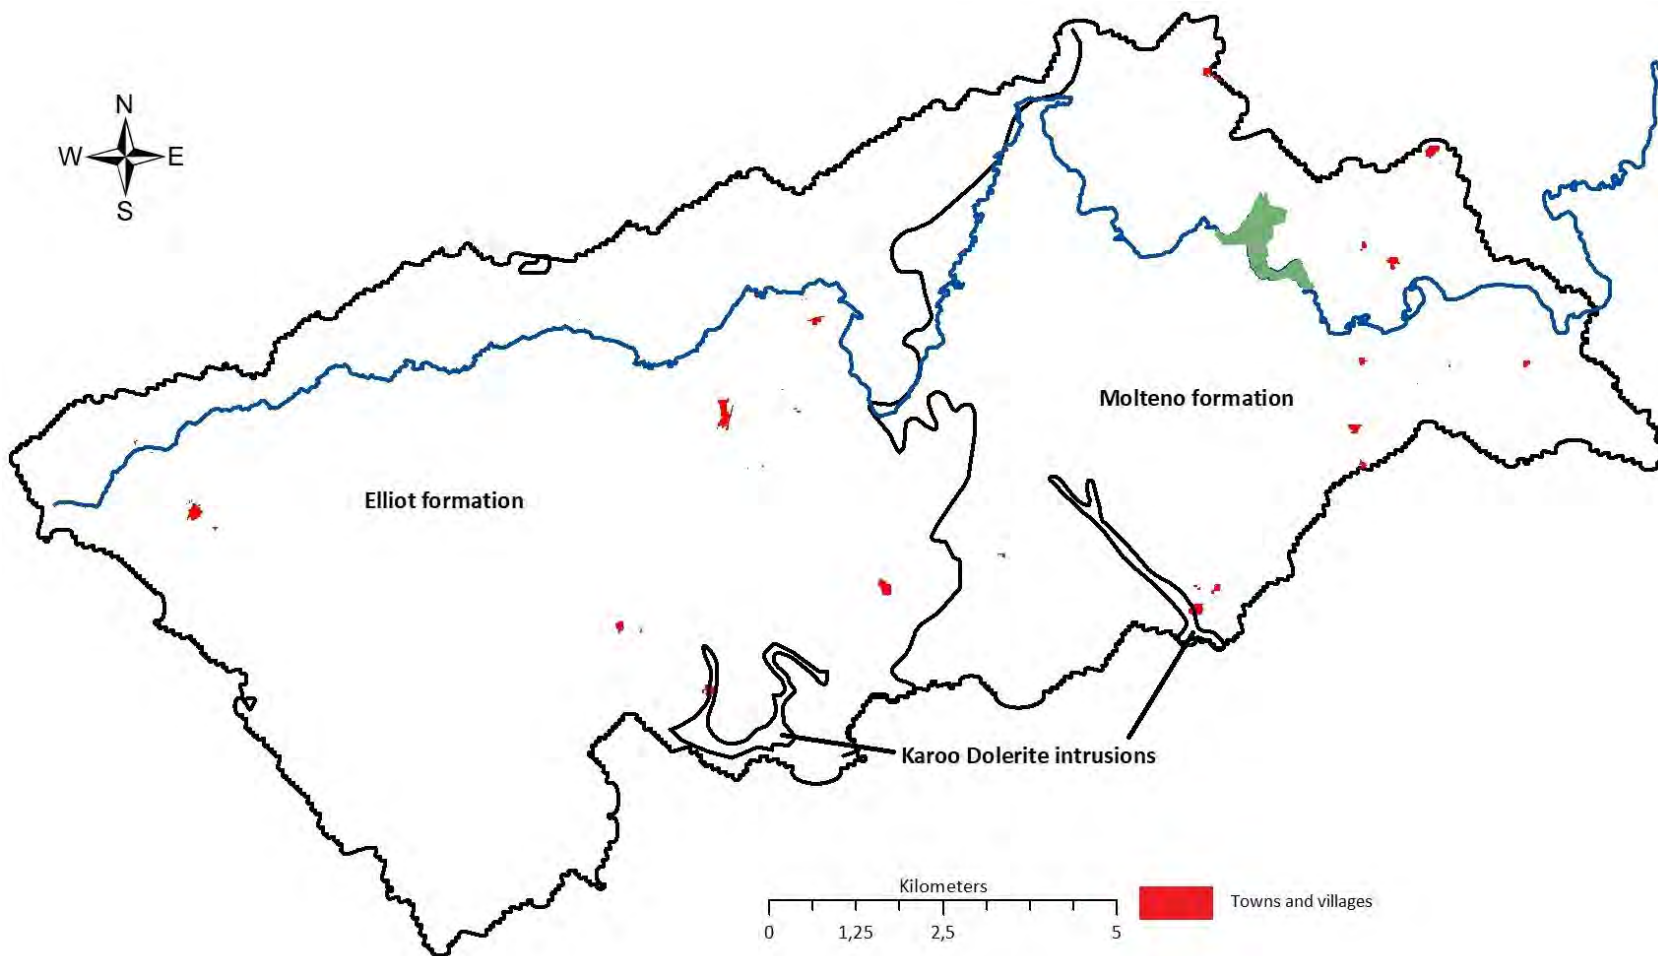 N
W E
S
Molteno formation
Elliot formation
Karoo Dolerite intrusions
Kilometers
0 1,25 2,5 5
Towns and villages